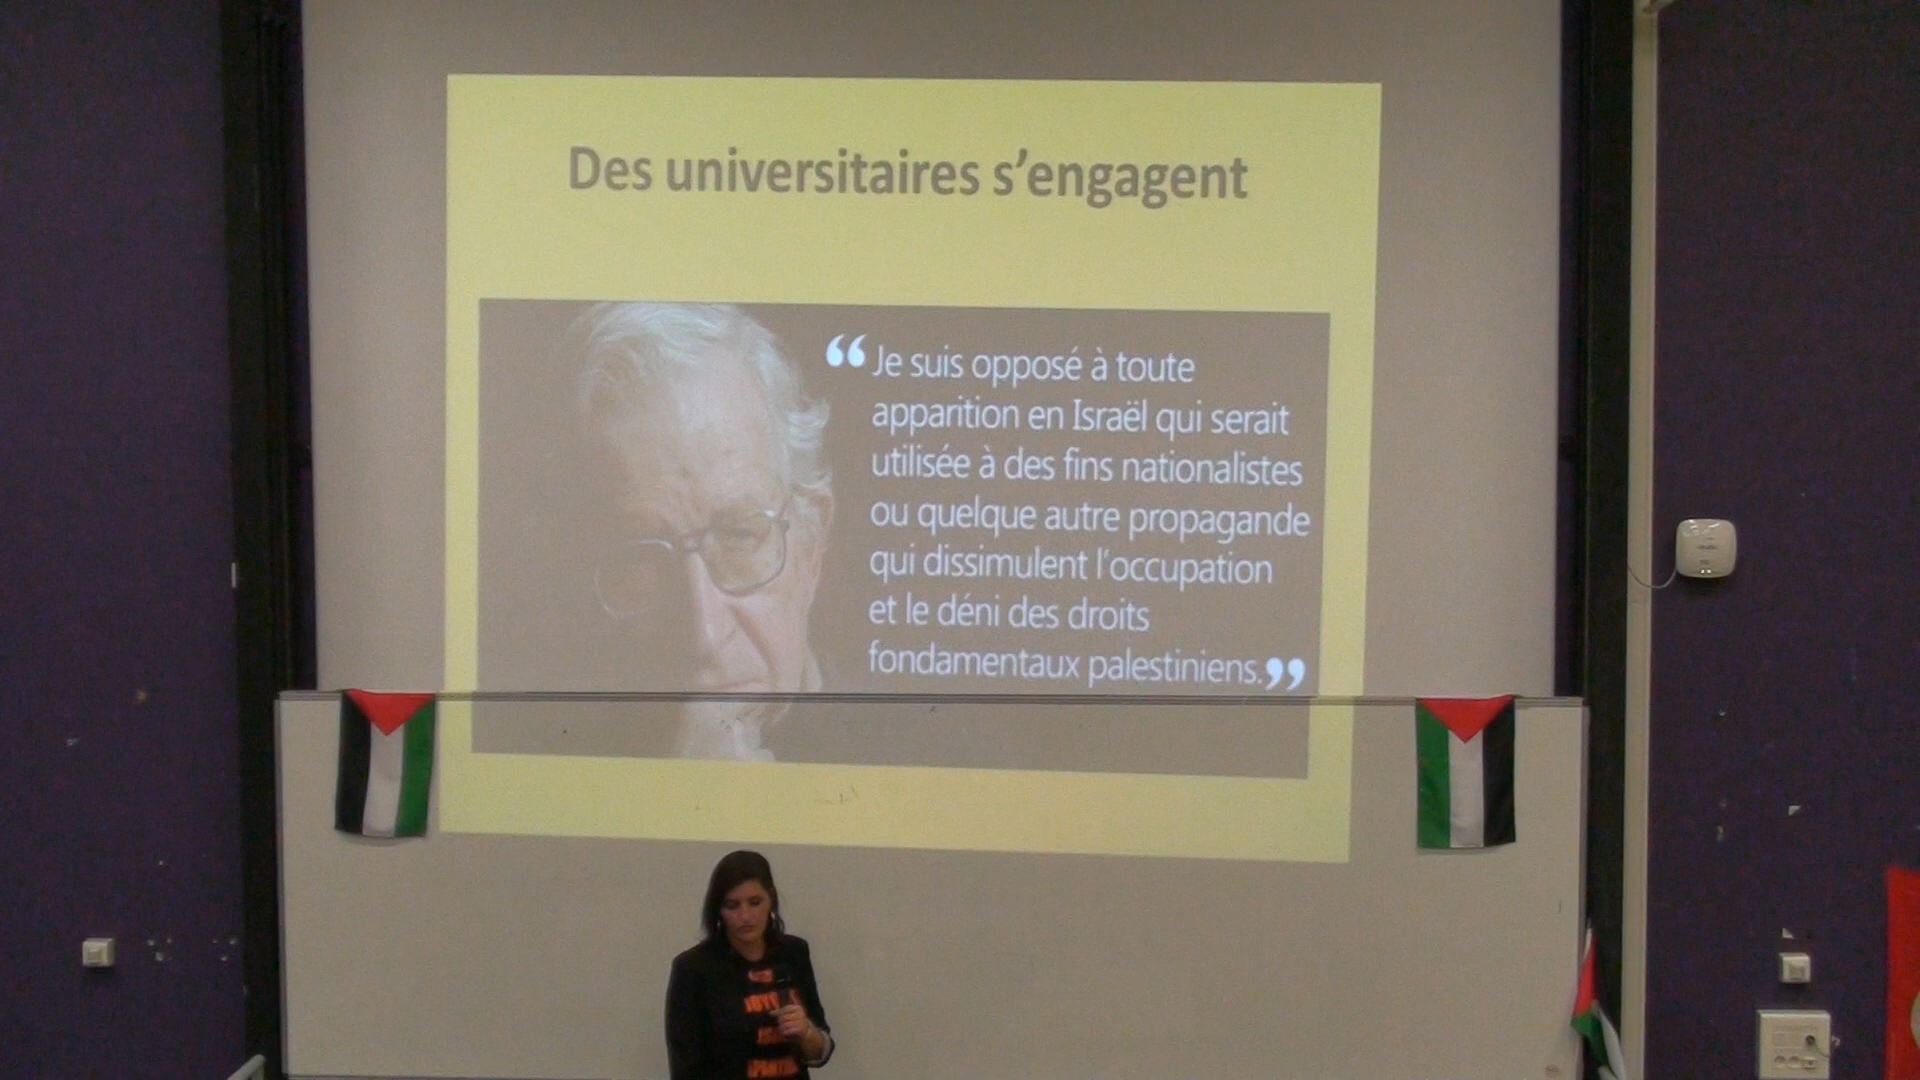 Des universitaires s'engagent
“ Je suis opposé à toute
apparition en Israël qui serait
utilisée à des fins nationalistes
ou quelque autre propagande
qui dissimulent l'occupation
et le déni des droits
fondamentaux palestiniens. ”